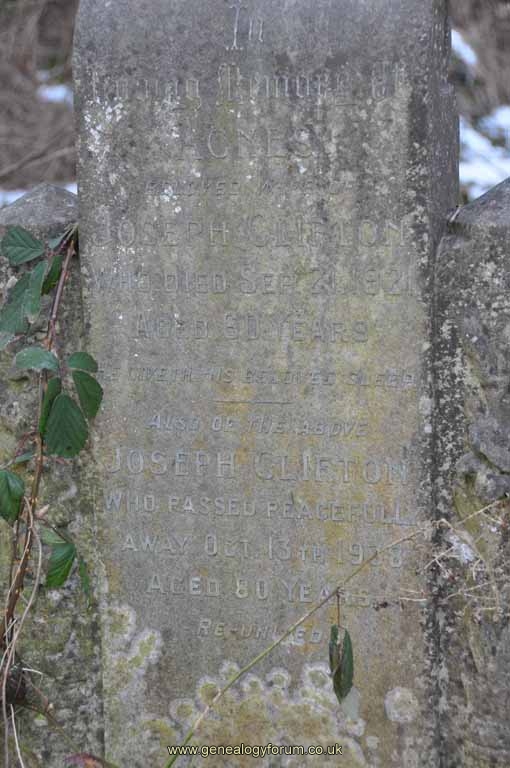 In
Loving Memory of
AGNES
BELOVED WIFE OF
JOSEPH CLIFTON
WHO DIED SEP. 21 1921
AGED 60 YEARS
HE GIVETH HIS BELOVED SLEEP
ALSO OF THE ABOVE
JOSEPH CLIFTON
WHO PASSED PEACEFULLY
AWAY OCT. 13TH
AGED 80 YEARS
RE-UNITED
www.genealogyforum.co.uk